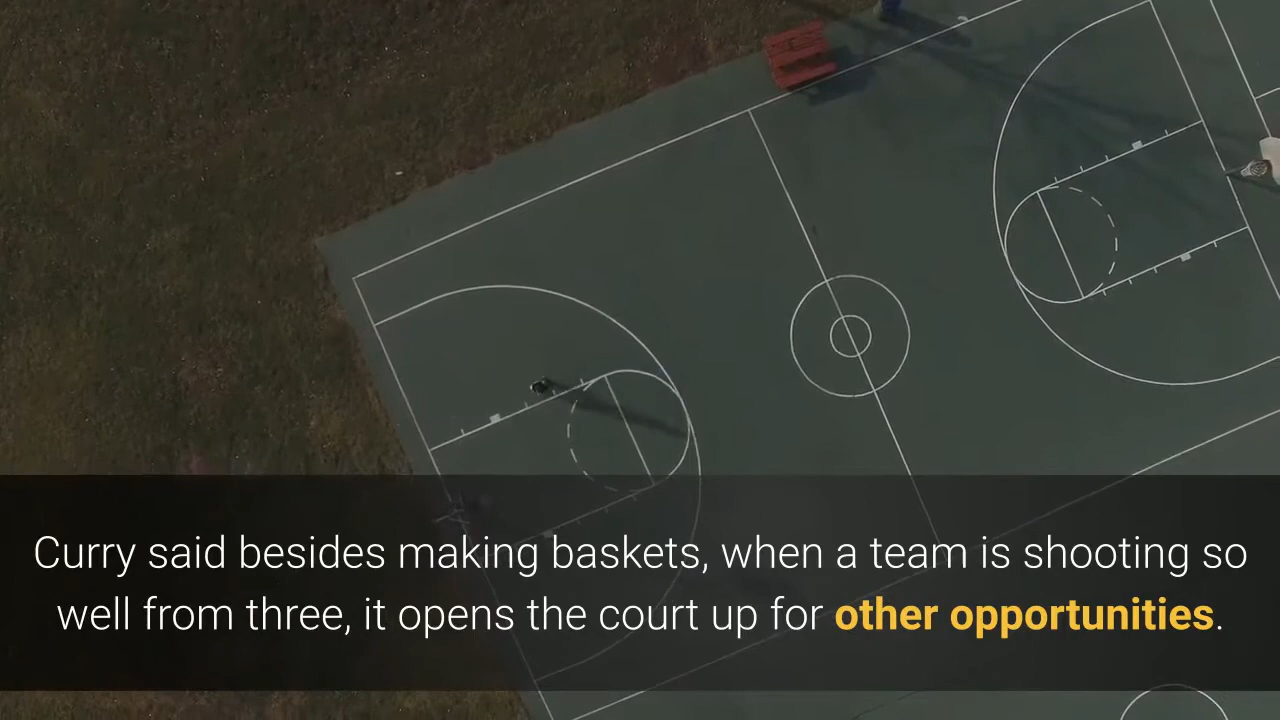 Curry said besides making baskets, when a team is shooting so
well from three, it opens the court up for other opportunities.